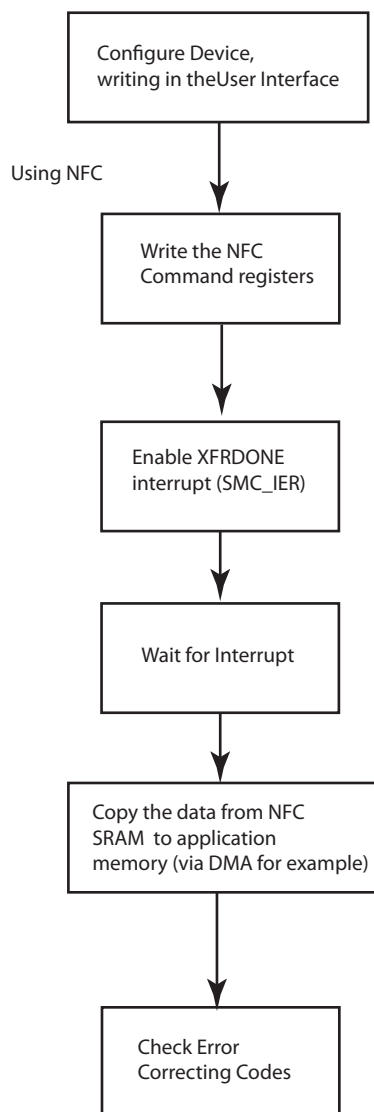 Configure Device,
writing in theUser Interface
Using NFC
Write the NFC
Command registers
Enable XFRDONE
interrupt (SMC_IER)
Wait for Interrupt
Copy the data from NFC
SRAM to application
memory (via DMA for example)
Check Error
Correcting Codes